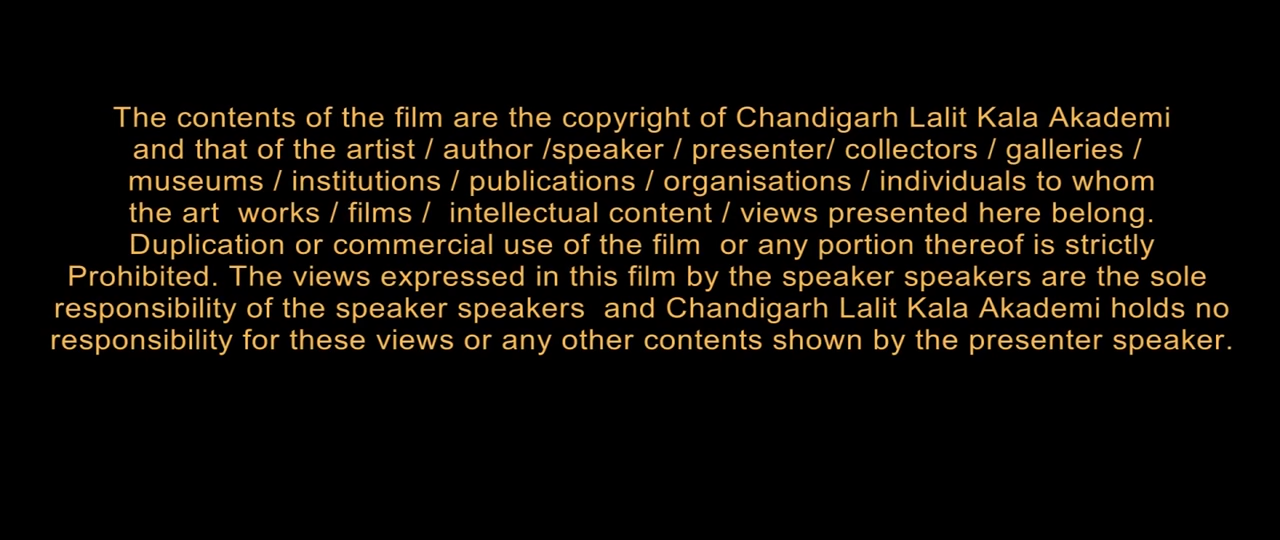 The contents of the film are the copyright of Chandigarh Lalit Kala Akademi
and that of the artist / author /speaker / presenter/ collectors / galleries /
museums / institutions / publications / organisations / individuals to whom
the art  works / films /  intellectual content / views presented here belong.
Duplication or commercial use of the film  or any portion thereof is strictly
Prohibited. The views expressed in this film by the speaker speakers are the sole
responsibility of the speaker speakers  and Chandigarh Lalit Kala Akademi holds no
responsibility for these views or any other contents shown by the presenter speaker.